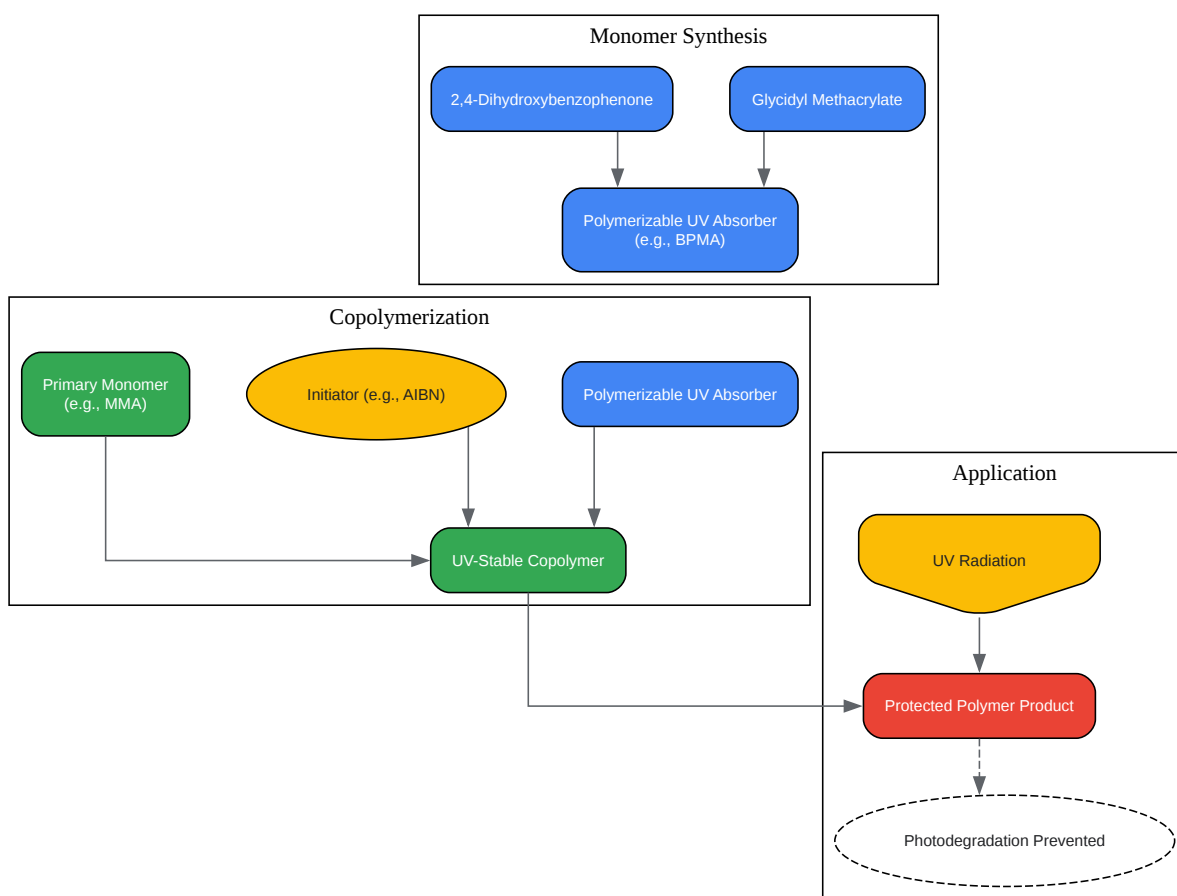 Monomer Synthesis
2,4-Dihydroxybenzophenone
Glycidyl Methacrylate
Polymerizable UV Absorber
(e.g., BPMA)
Copolymerization
Primary Monomer
(e.g., MMA)
Initiator (e.g., AIBN)
Polymerizable UV Absorber
UV-Stable Copolymer
Application
UV Radiation
Protected Polymer Product
Photodegradation Prevented